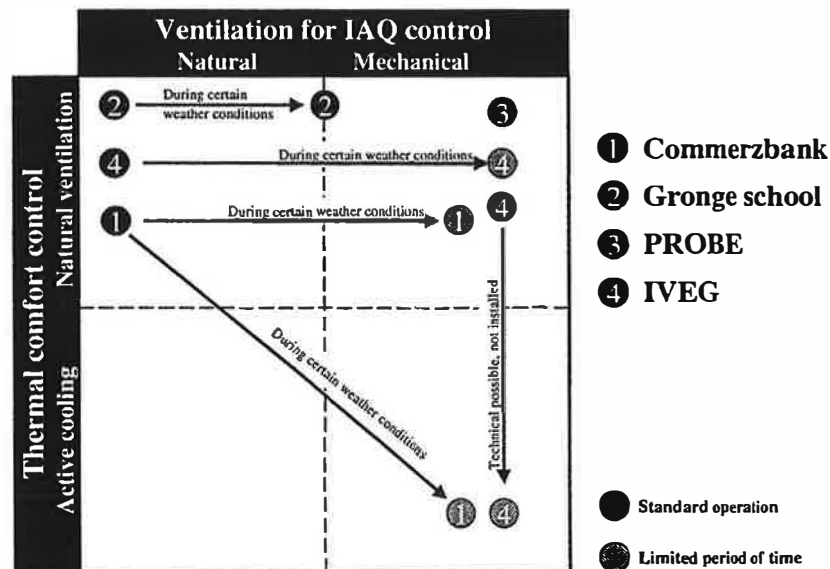 Ventilation for IAQ control
Natural
Mechanical
Thermal comfort control
Natural ventilation
Active cooling
2
During certain
weather conditions
2
3
4
During certain weather conditions
4
1
During certain weather conditions
1
4
During certain weather conditions
Technical possible, not installed
1
4
1 Commerzbank
2 Gronge school
3 PROBE
4 IVEG
Standard operation
Limited period of time